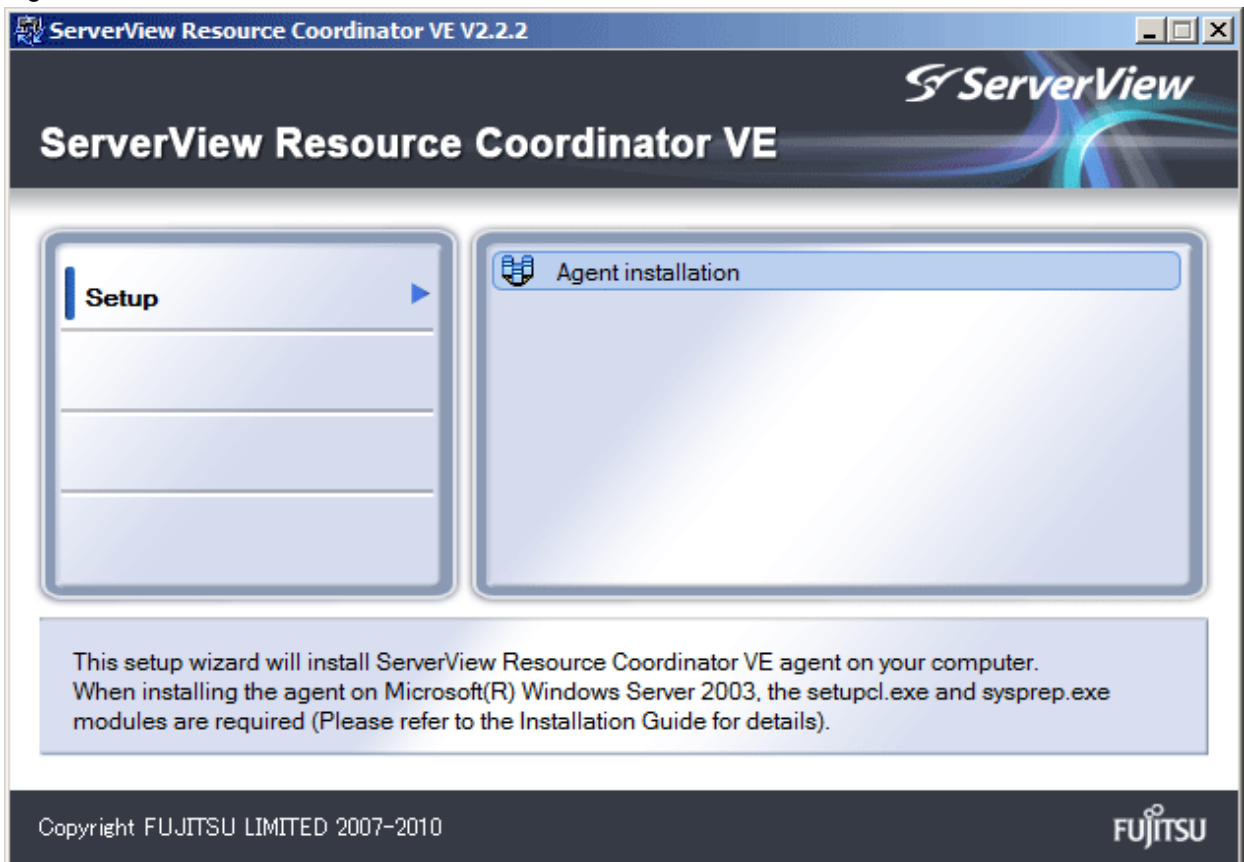 ServerView Resource Coordinator VE V2.2.2
ServerView
ServerView Resource Coordinator VE
Setup
Agent installation
This setup wizard will install ServerView Resource Coordinator VE agent on your computer.
When installing the agent on Microsoft(R) Windows Server 2003, the setupcl.exe and sysprep.exe
modules are required (Please refer to the Installation Guide for details).
Copyright FUJITSU LIMITED 2007-2010
FUJITSU